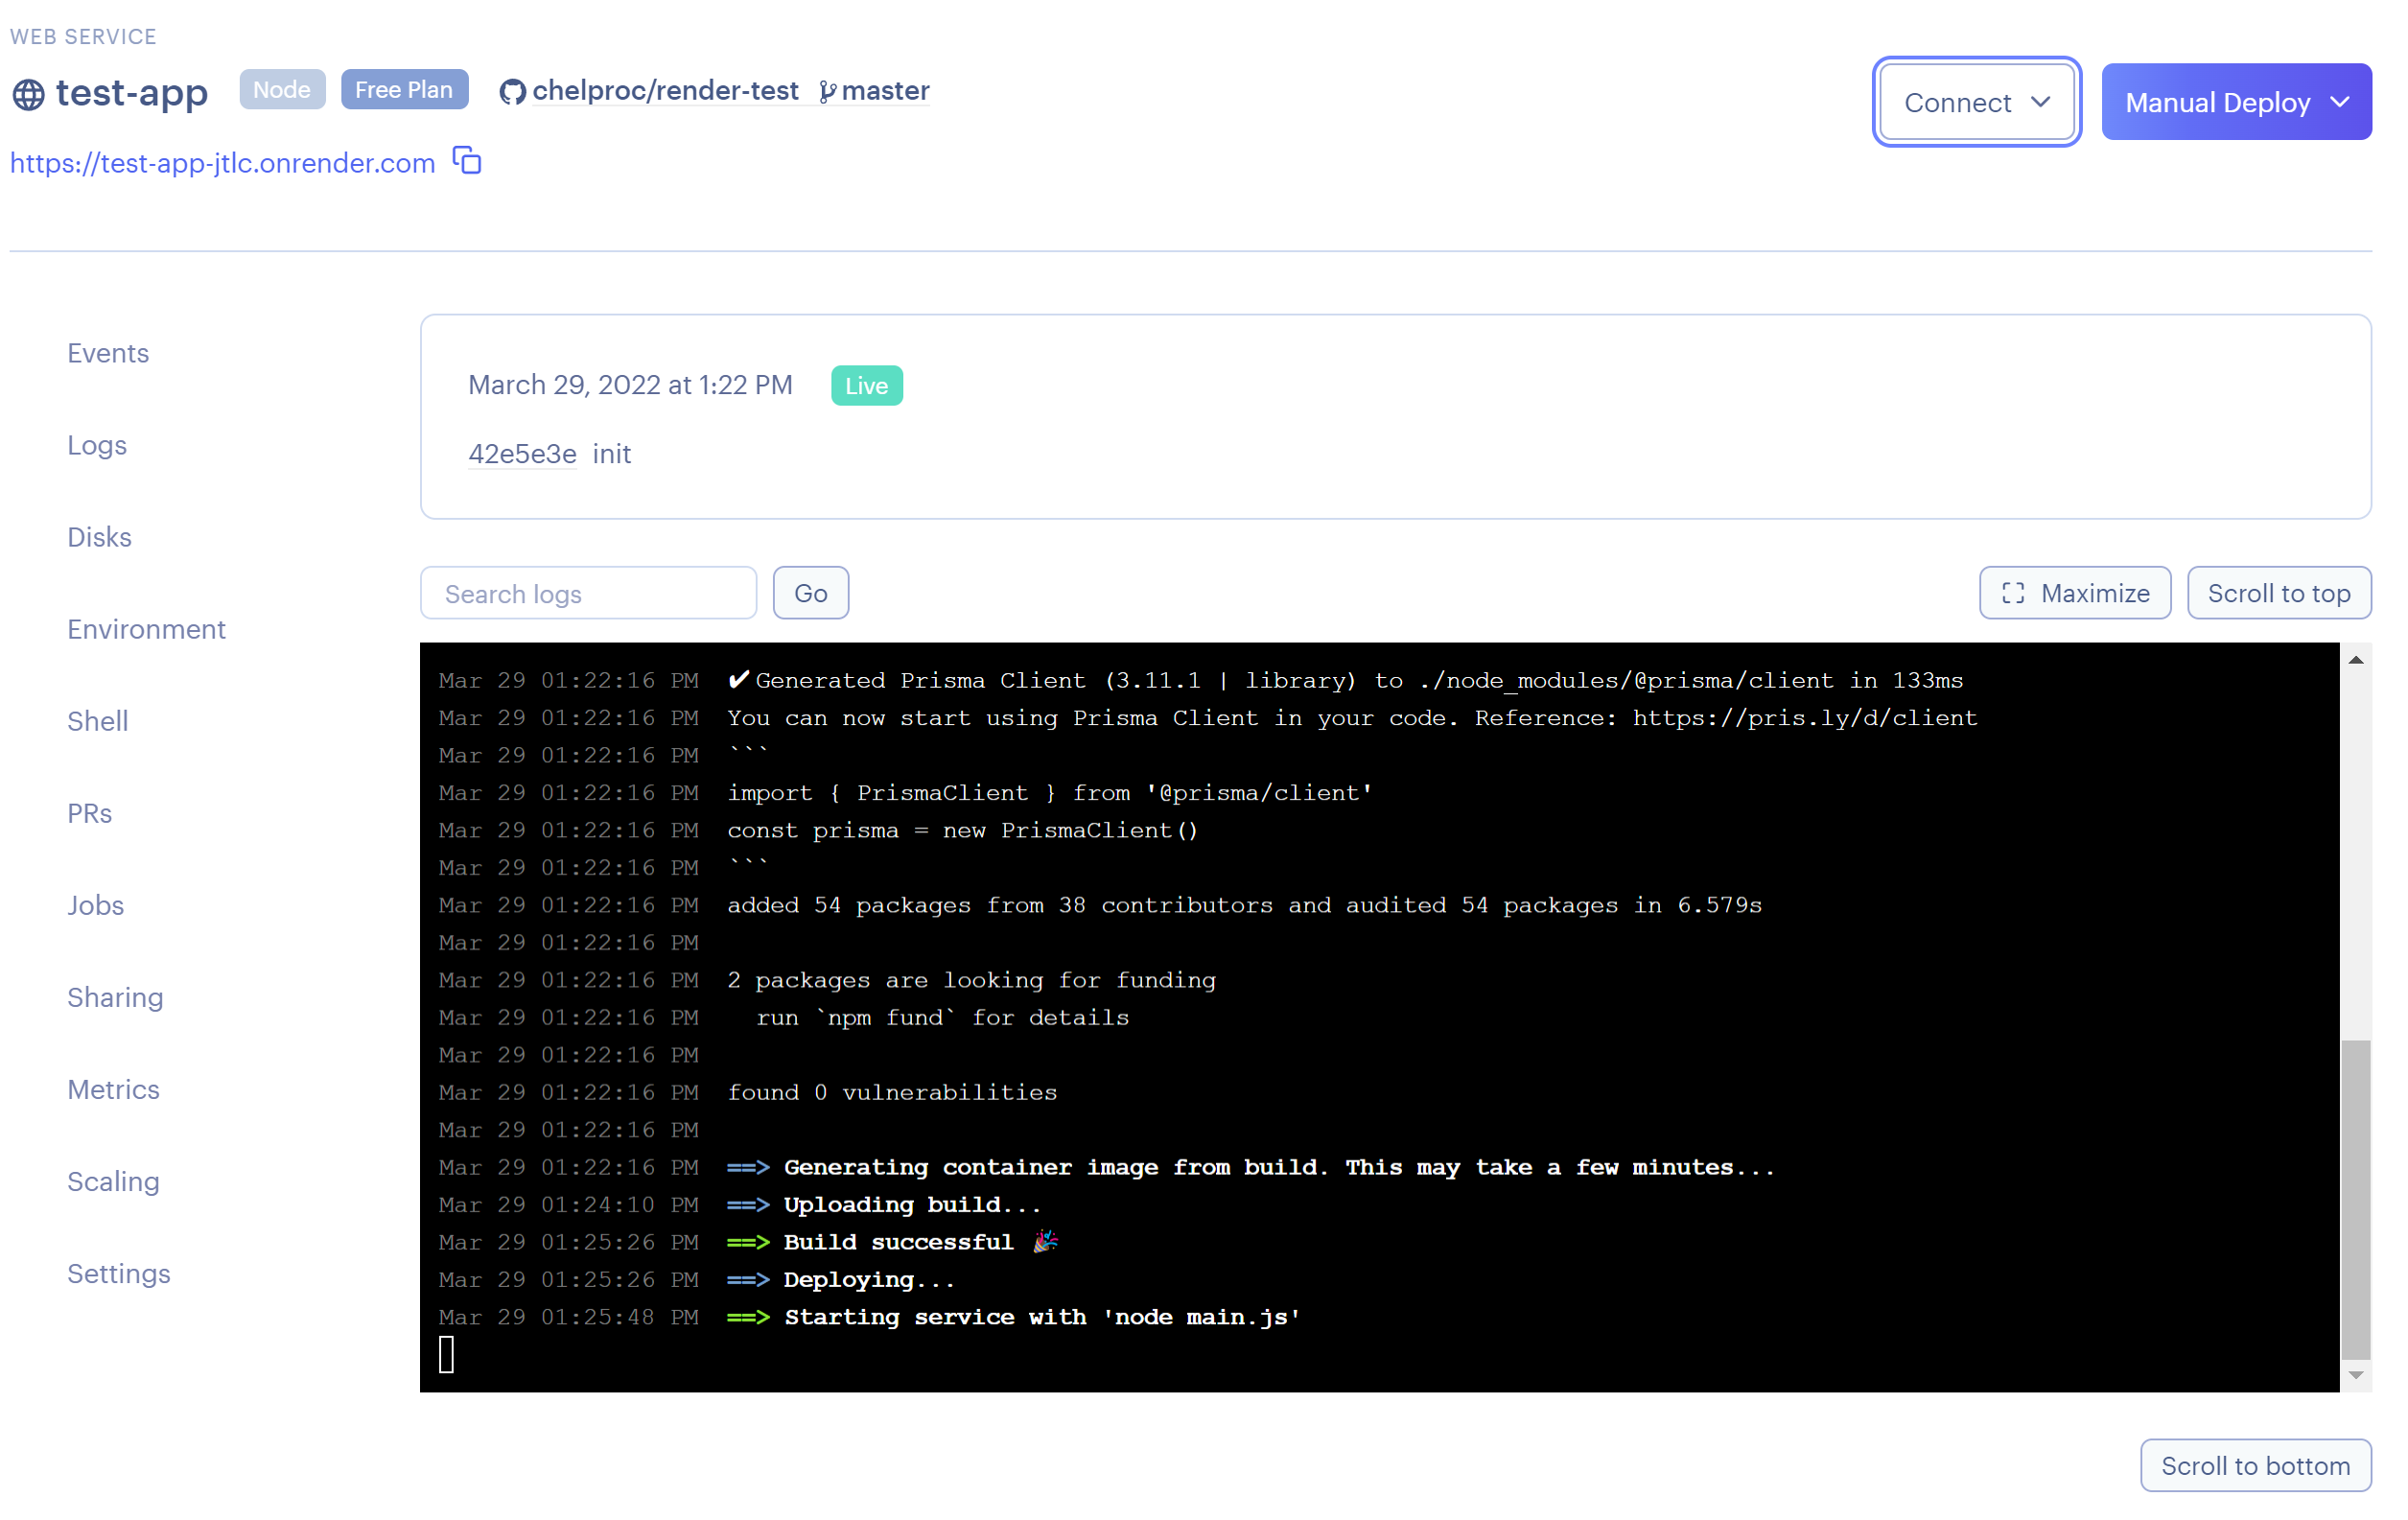 WEB SERVICE
test-app Node Free Plan chelproc/render-test master
Connect Manual Deploy
https://test-app-jtlc.onrender.com
Events
Logs
Disks
Environment
Shell
PRs
Jobs
Sharing
Metrics
Scaling
Settings
March 29, 2022 at 1:22 PM Live
42e5e3e init
Search logs Go Maximize Scroll to top
Mar 29 01:22:16 PM ✔Generated Prisma Client (3.11.1 | library) to ./node_modules/@prisma/client in 133ms
Mar 29 01:22:16 PM You can now start using Prisma Client in your code. Reference: https://pris.ly/d/client
Mar 29 01:22:16 PM ```
Mar 29 01:22:16 PM import { PrismaClient } from '@prisma/client'
Mar 29 01:22:16 PM const prisma = new PrismaClient()
Mar 29 01:22:16 PM ```
Mar 29 01:22:16 PM added 54 packages from 38 contributors and audited 54 packages in 6.579s
Mar 29 01:22:16 PM
Mar 29 01:22:16 PM 2 packages are looking for funding
Mar 29 01:22:16 PM   run `npm fund` for details
Mar 29 01:22:16 PM
Mar 29 01:22:16 PM found 0 vulnerabilities
Mar 29 01:22:16 PM
Mar 29 01:22:16 PM ==> Generating container image from build. This may take a few minutes...
Mar 29 01:24:10 PM ==> Uploading build...
Mar 29 01:25:26 PM ==> Build successful 🎉
Mar 29 01:25:26 PM ==> Deploying...
Mar 29 01:25:48 PM ==> Starting service with 'node main.js'
Scroll to bottom